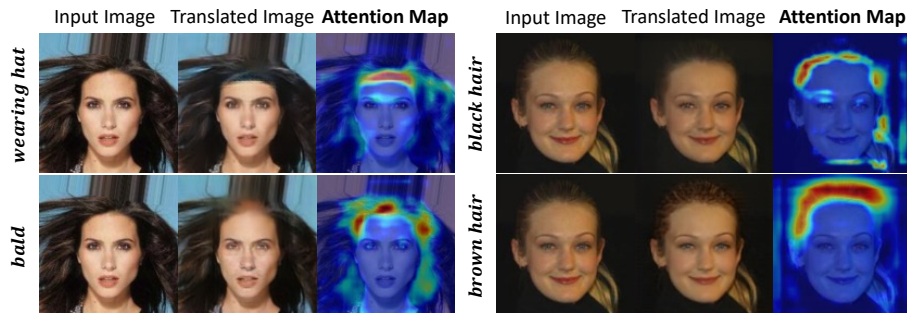 Input Image Translated Image Attention Map
wearing hat
bald
Input Image Translated Image Attention Map
black hair
brown hair